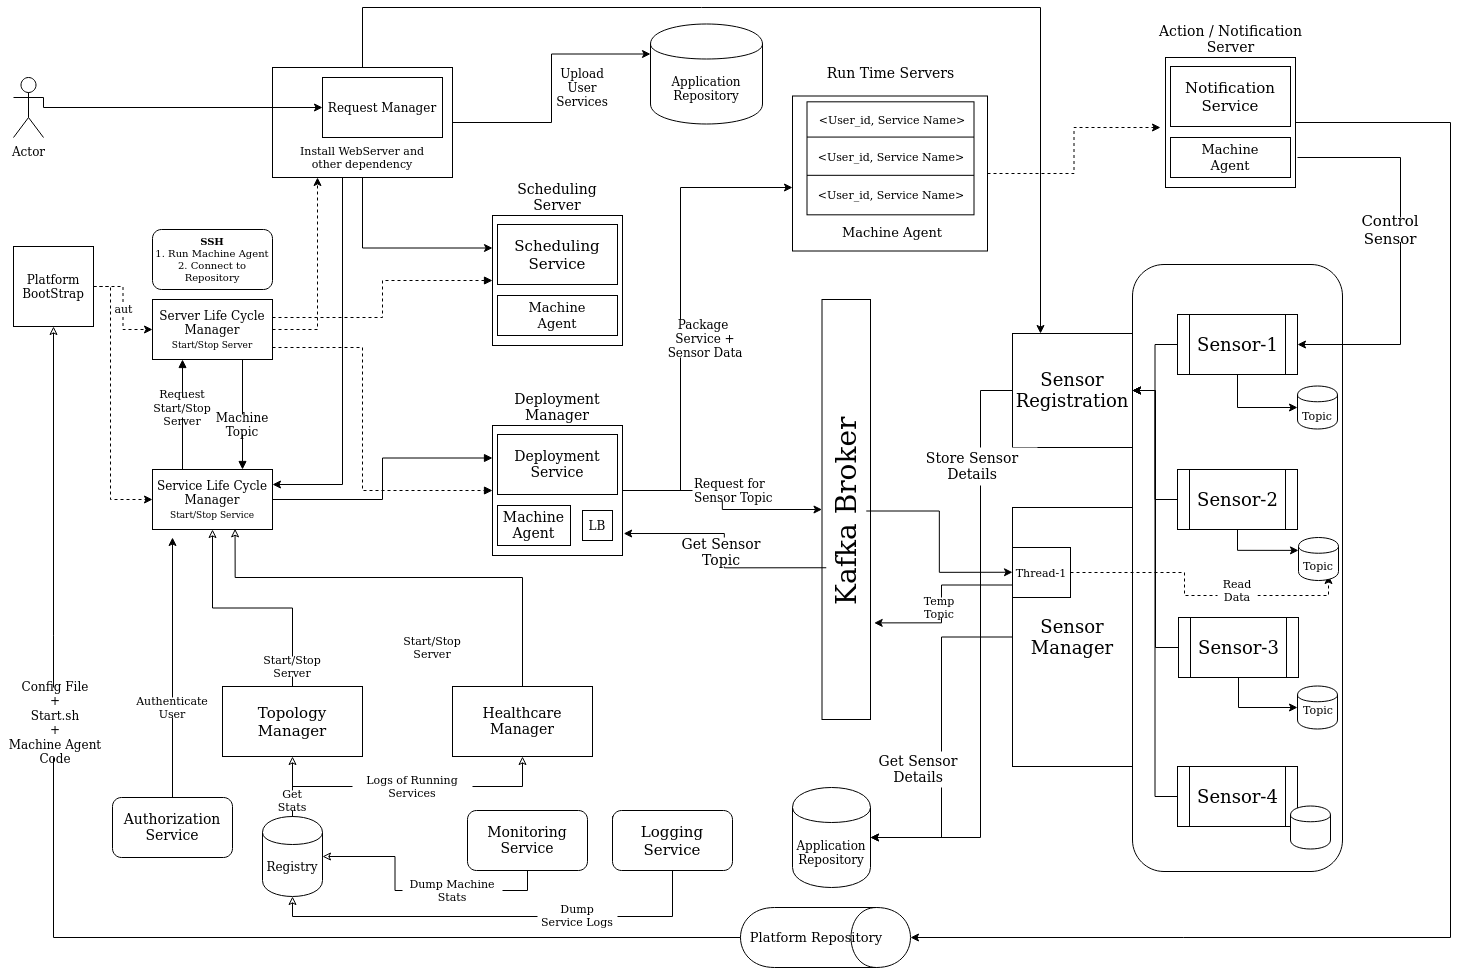 Action / Notification
Server
Run Time Servers
Notification
Service
Machine
Agent
Actor
Request Manager
Install WebServer and
other dependency
Upload
User
Services
Application
Repository
<User_id, Service Name>
<User_id, Service Name>
<User_id, Service Name>
Machine Agent
Scheduling
Server
Scheduling
Service
Machine
Agent
Control
Sensor
SSH
1. Run Machine Agent
2. Connect to
Repository
Platform
BootStrap
aut
Server Life Cycle
Manager
Start/Stop Server
Request
Start/Stop
Server
Machine
Topic
Service Life Cycle
Manager
Start/Stop Service
Package
Service +
Sensor Data
Deployment
Manager
Deployment
Service
Machine
Agent
LB
Request for
Sensor Topic
Get Sensor
Topic
Kafka Broker
Sensor
Registration
Store Sensor
Details
Thread-1
Temp
Topic
Sensor
Manager
Get Sensor
Details
Sensor-1
Topic
Sensor-2
Topic
Read
Data
Sensor-3
Topic
Sensor-4
Start/Stop
Server
Start/Stop
Server
Config File
+
Start.sh
+
Machine Agent
Code
Authenticate
User
Topology
Manager
Healthcare
Manager
Logs of Running
Services
Get
Stats
Authorization
Service
Registry
Monitoring
Service
Logging
Service
Dump Machine
Stats
Dump
Service Logs
Application
Repository
Platform Repository